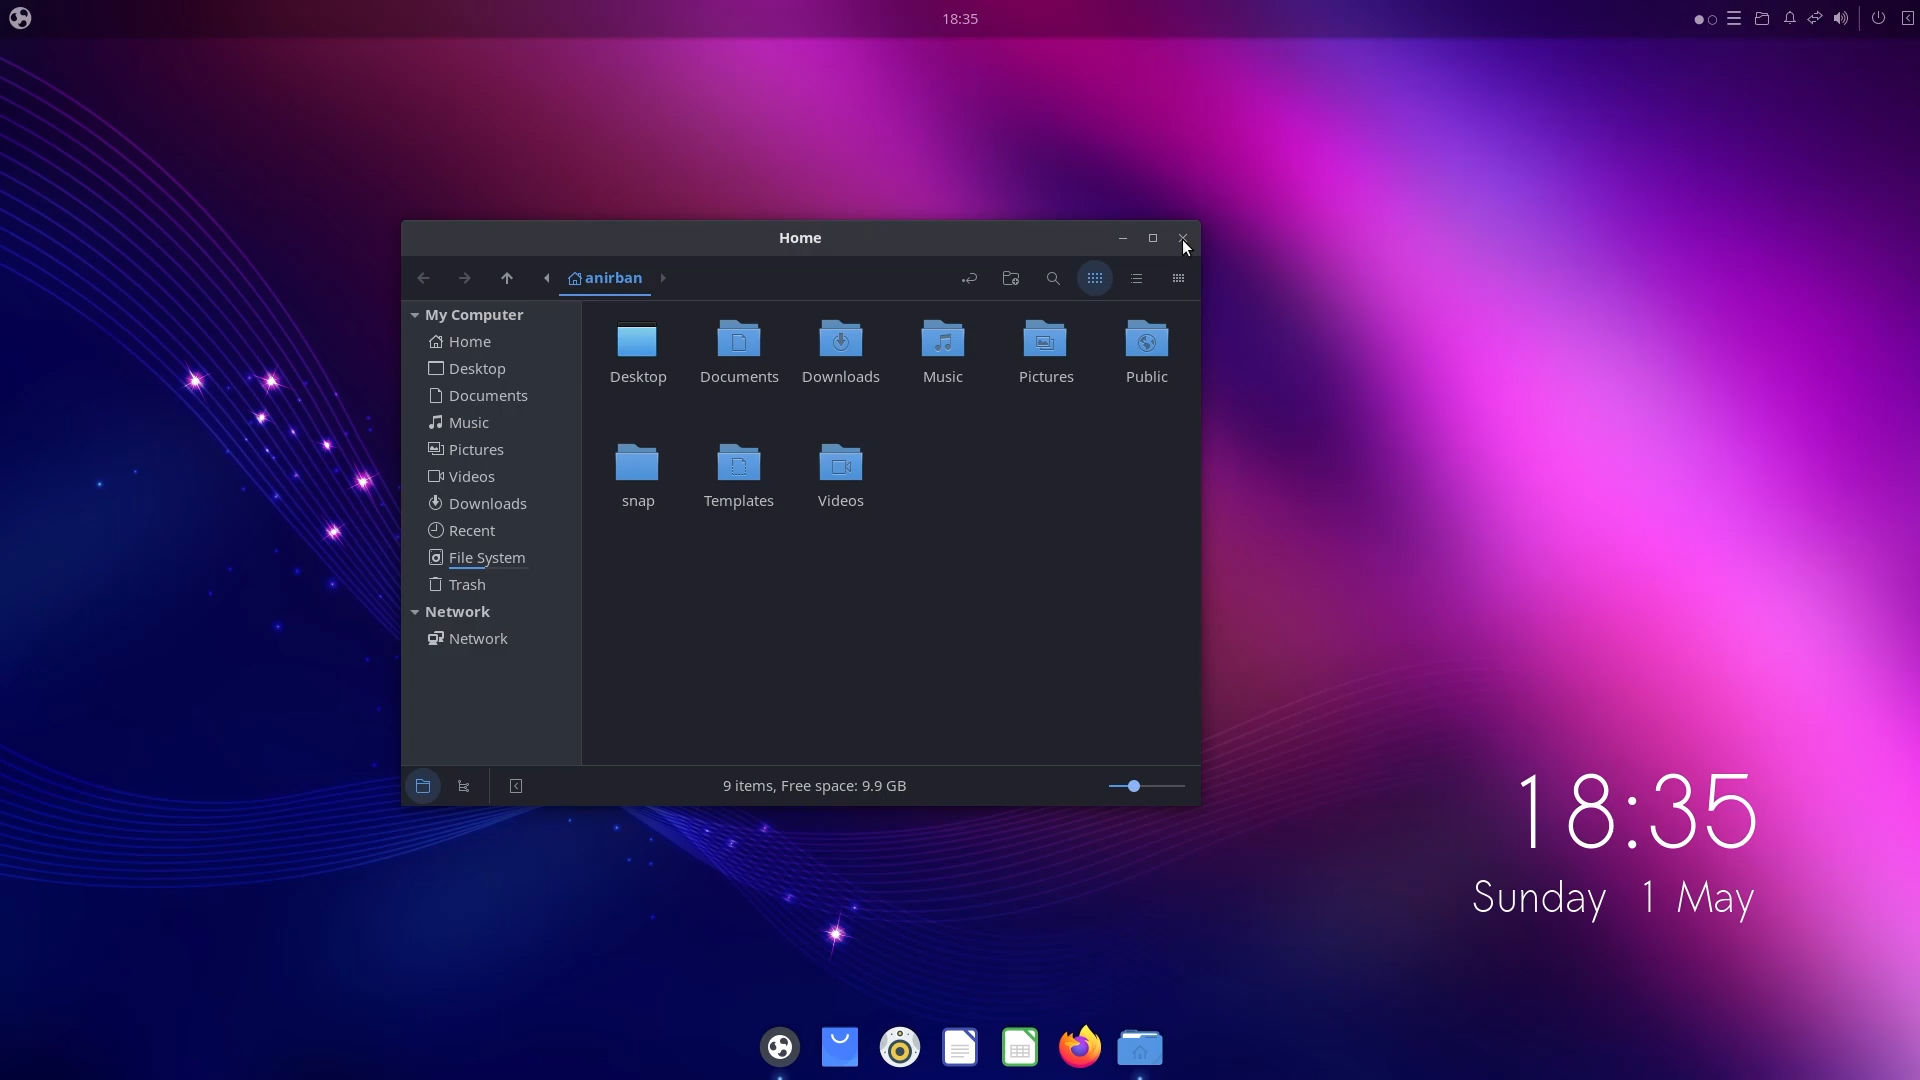 18:35
Home
anirban
My Computer
Home
Desktop
Documents
Music
Pictures
Videos
Downloads
Recent
File System
Trash
Network
Network
Desktop
Documents
Downloads
Music
Pictures
Public
snap
Templates
Videos
9 items, Free space: 9.9 GB
18:35
Sunday 1 May